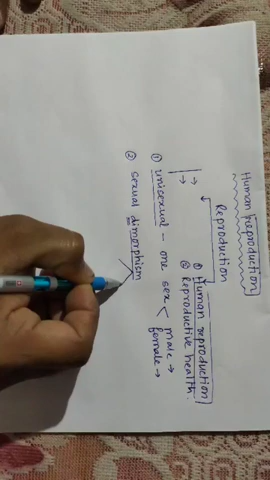 Human Reproduction
Reproduction
① Human reproduction
② Reproductive health
① unisexual - one sex < male →
female →
② sexual dimorphism